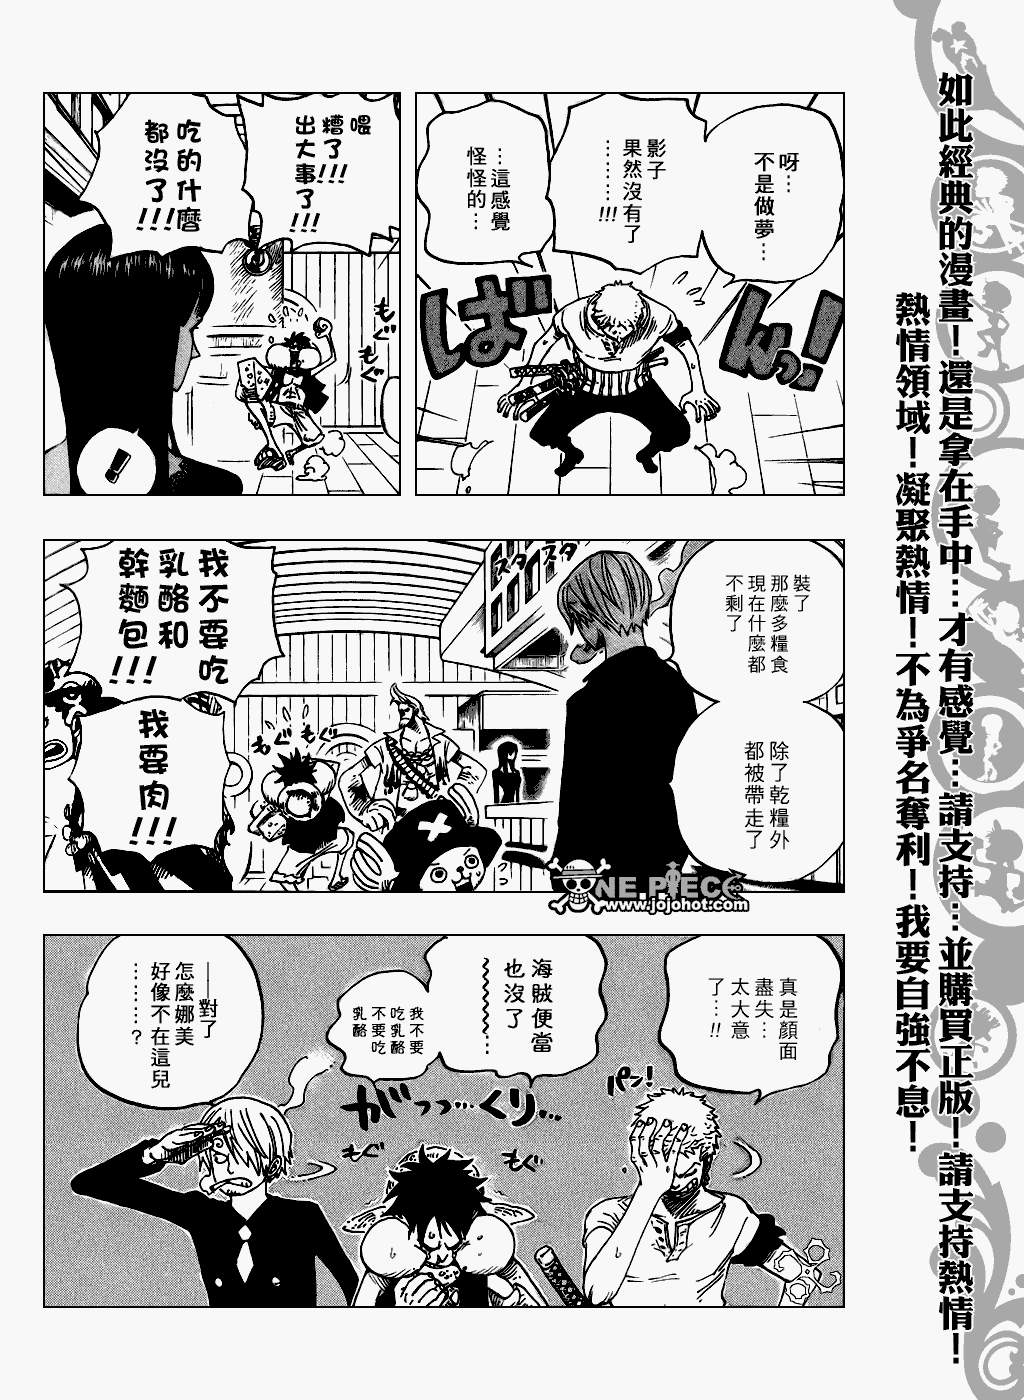 呀…
不是做夢…
影子
果然沒有了
………!!!
…這感覺
怪怪的…
ばんっ!
喂
糟了!!!
出大事了!!!
吃的什麼
都沒了!!!
もぐ
もぐ
!
裝了
那麼多糧食
現在什麼都
不剩了
除了乾糧外
都被帶走了
スタ
スタ
我不要吃
乳酪和
幹麵包!!!
我要肉!!!
もぐ
もぐ
ONE PIECE
www.jojohot.com
真是顏面
盡失…
太大意
了…!!
パン!
海賊便當
也沒了
我不要
吃乳酪
不要吃
乳酪
がっっ…くり…
もぐ
もぐ
——對了
怎麼娜美
好像不在這兒
………?
如此經典的漫畫!還是拿在手中…才有感覺…請支持…並購買正版!請支持熱情!
熱情領域!凝聚熱情!不為爭名奪利!我要自強不息!